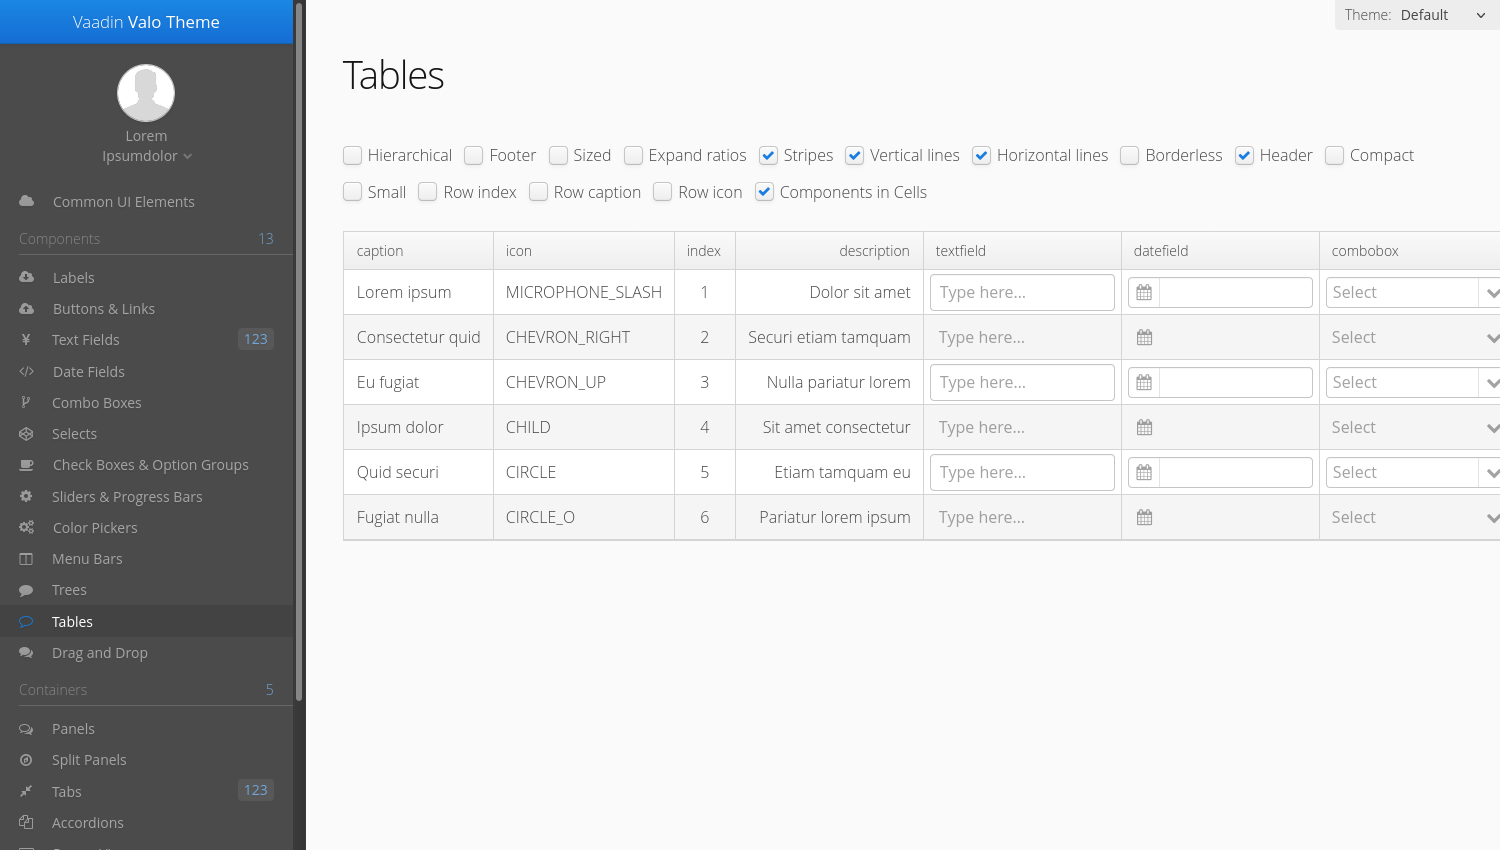 Vaadin Valo Theme
Theme: Default
Lorem
Ipsumdolor
Common UI Elements
Components 13
Labels
Buttons & Links
Text Fields 123
Date Fields
Combo Boxes
Selects
Check Boxes & Option Groups
Sliders & Progress Bars
Color Pickers
Menu Bars
Trees
Tables
Drag and Drop
Containers 5
Panels
Split Panels
Tabs 123
Accordions
Tables
Hierarchical Footer Sized Expand ratios Stripes Vertical lines Horizontal lines Borderless Header Compact
Small Row index Row caption Row icon Components in Cells
caption icon index description textfield datefield combobox
Lorem ipsum MICROPHONE_SLASH 1 Dolor sit amet Type here... Select
Consectetur quid CHEVRON_RIGHT 2 Securi etiam tamquam Type here... Select
Eu fugiat CHEVRON_UP 3 Nulla pariatur lorem Type here... Select
Ipsum dolor CHILD 4 Sit amet consectetur Type here... Select
Quid securi CIRCLE 5 Etiam tamquam eu Type here... Select
Fugiat nulla CIRCLE_O 6 Pariatur lorem ipsum Type here... Select